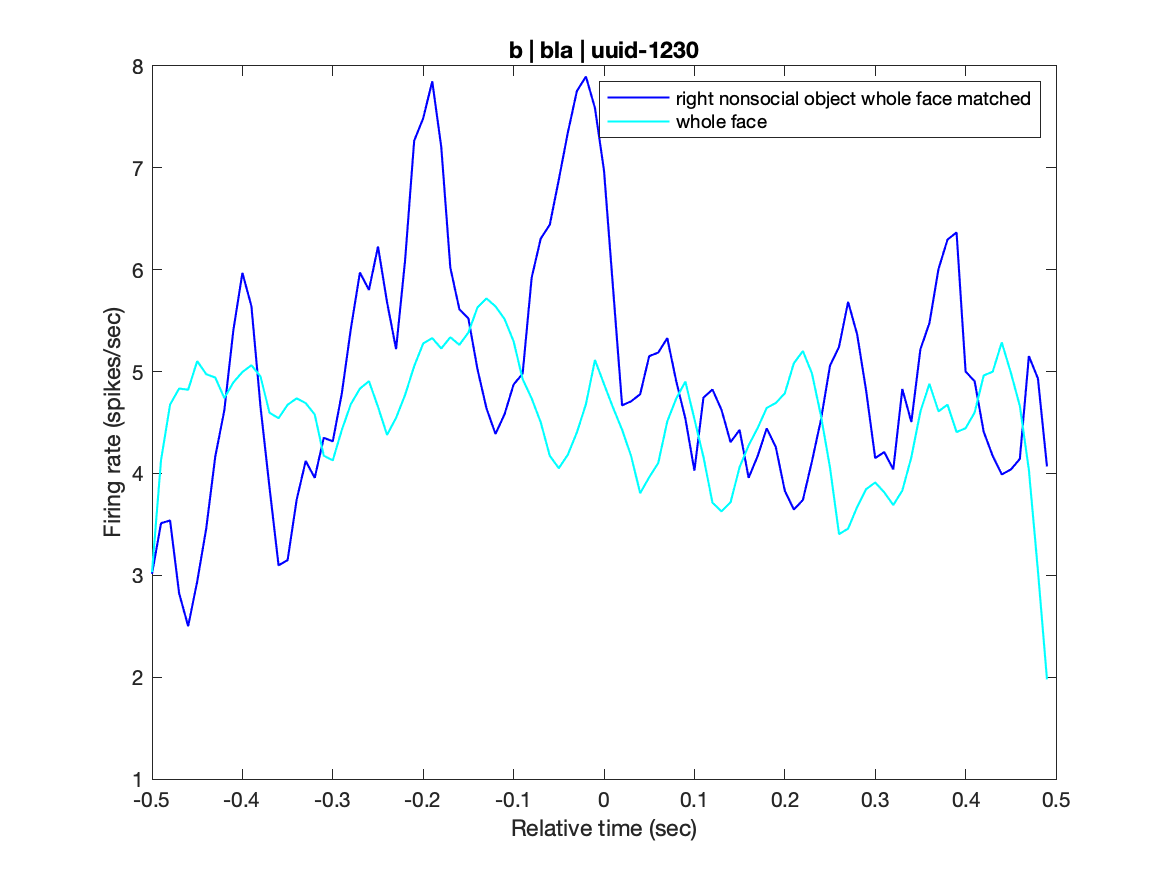 b | bla | uuid-1230
right nonsocial object whole face matched
whole face
8
7
6
5
4
3
2
1
Firing rate (spikes/sec)
-0.5 -0.4 -0.3 -0.2 -0.1 0 0.1 0.2 0.3 0.4 0.5
Relative time (sec)